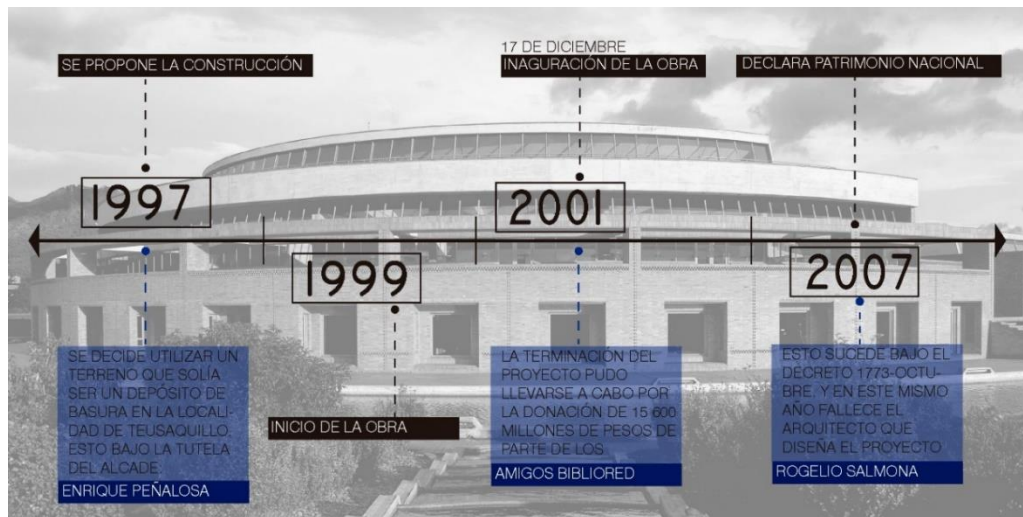 SE PROPONE LA CONSTRUCCIÓN
1997
SE DECIDE UTILIZAR UN
TERRENO QUE SOLÍA
SER UN DEPÓSITO DE
BASURA EN LA LOCALI-
DAD DE TEUSAQUILLO,
ESTO BAJO LA TUTELA
DEL ALCADE.
ENRIQUE PEÑALOSA
1999
INICIO DE LA OBRA
17 DE DICIEMBRE
INAGURACIÓN DE LA OBRA
2001
LA TERMINACIÓN DEL
PROYECTO PUDO
LLEVARSE A CABO POR
LA DONACIÓN DE 15 600
MILLONES DE PESOS DE
PARTE DE LOS
AMIGOS BIBLIORED
DECLARA PATRIMONIO NACIONAL
2007
ESTO SUCEDE BAJO EL
DECRETO 1773-OCTU-
BRE, Y EN ESTE MISMO
AÑO FALLECE EL
ARQUITECTO QUE
DISEÑA EL PROYECTO
ROGELIO SALMONA